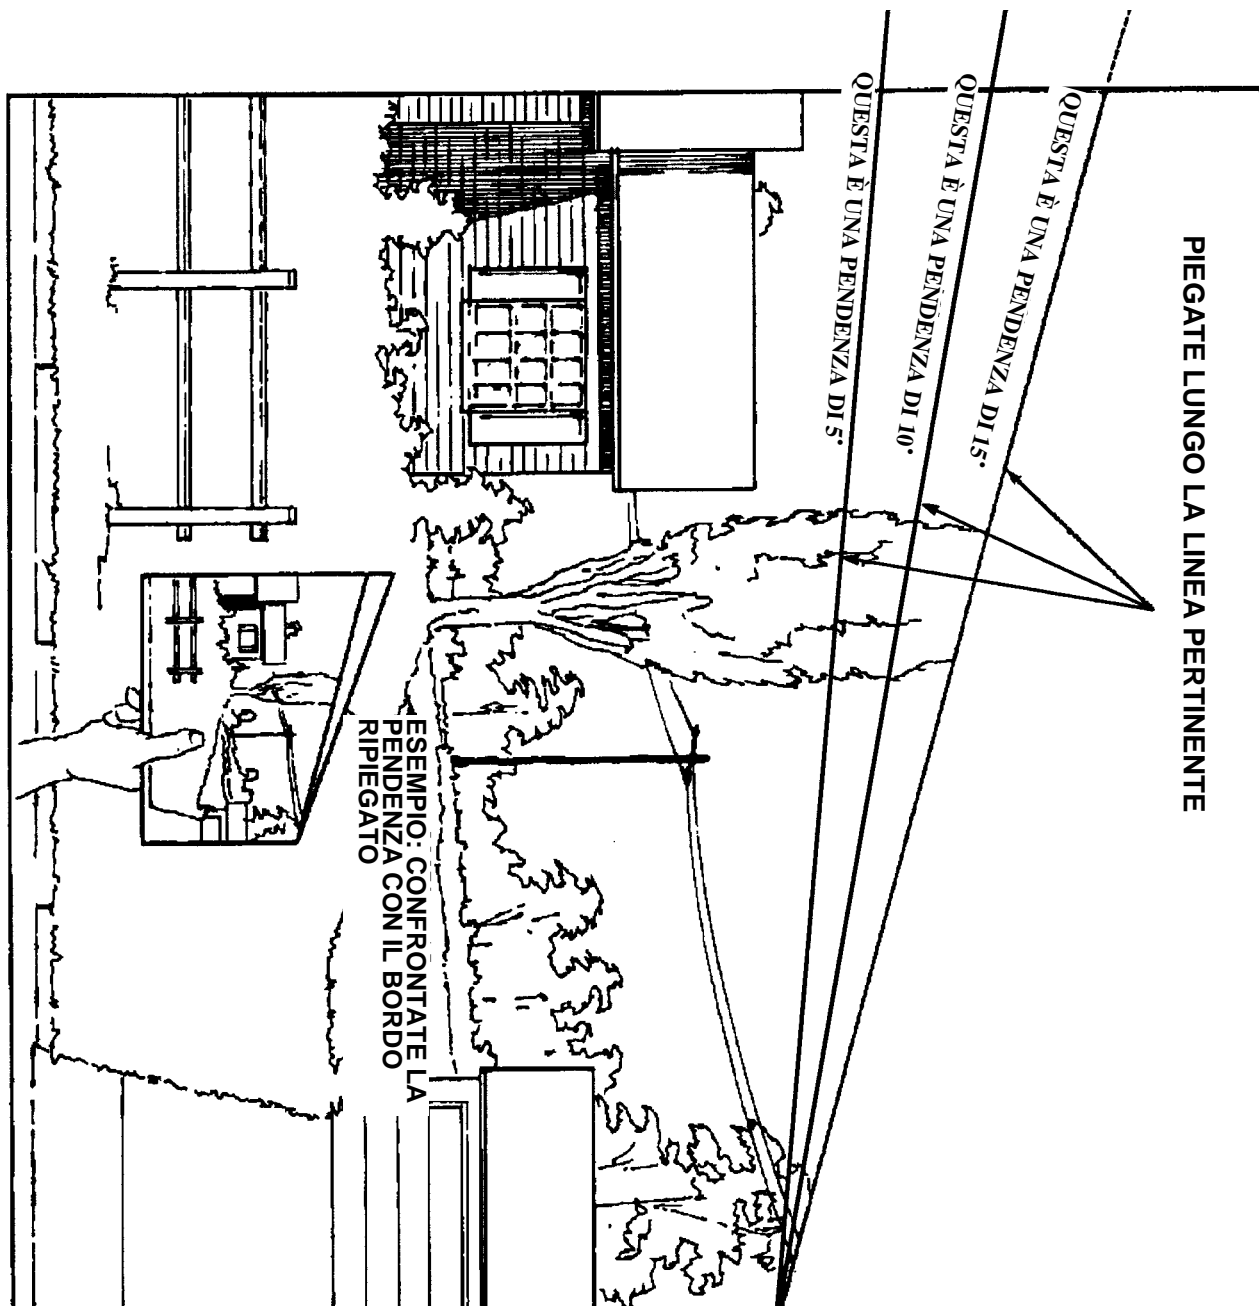 PIEGATE LUNGO LA LINEA PERTINENTE
QUESTA È UNA PENDENZA DI 15°
QUESTA È UNA PENDENZA DI 10°
QUESTA È UNA PENDENZA DI 5°
ESEMPIO: CONFRONTATE LA
PENDENZA CON IL BORDO
RIPIEGATO